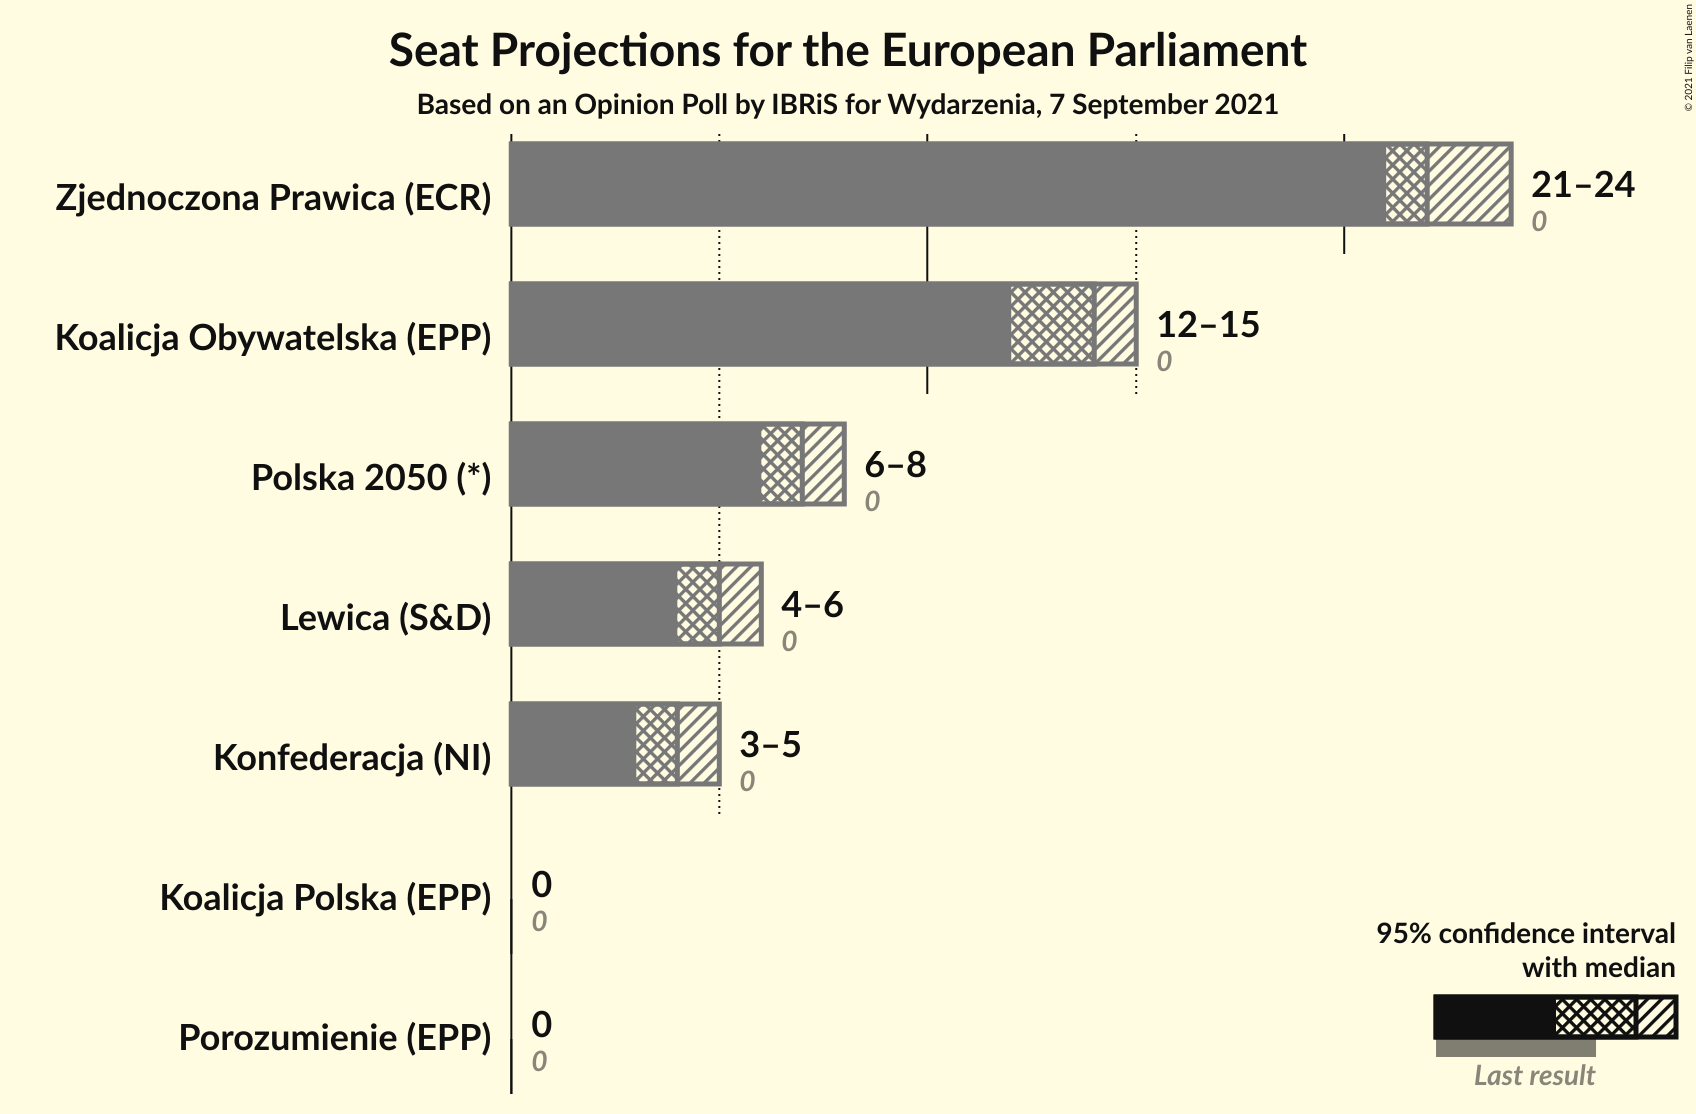 Seat Projections for the European Parliament
Based on an Opinion Poll by IBRiS for Wydarzenia, 7 September 2021
© 2021 Filip van Laenen
Zjednoczona Prawica (ECR)
21–24
0
Koalicja Obywatelska (EPP)
12–15
0
Polska 2050 (*)
6–8
0
Lewica (S&D)
4–6
0
Konfederacja (NI)
3–5
0
Koalicja Polska (EPP)
0
0
Porozumienie (EPP)
0
0
95% confidence interval
with median
Last result